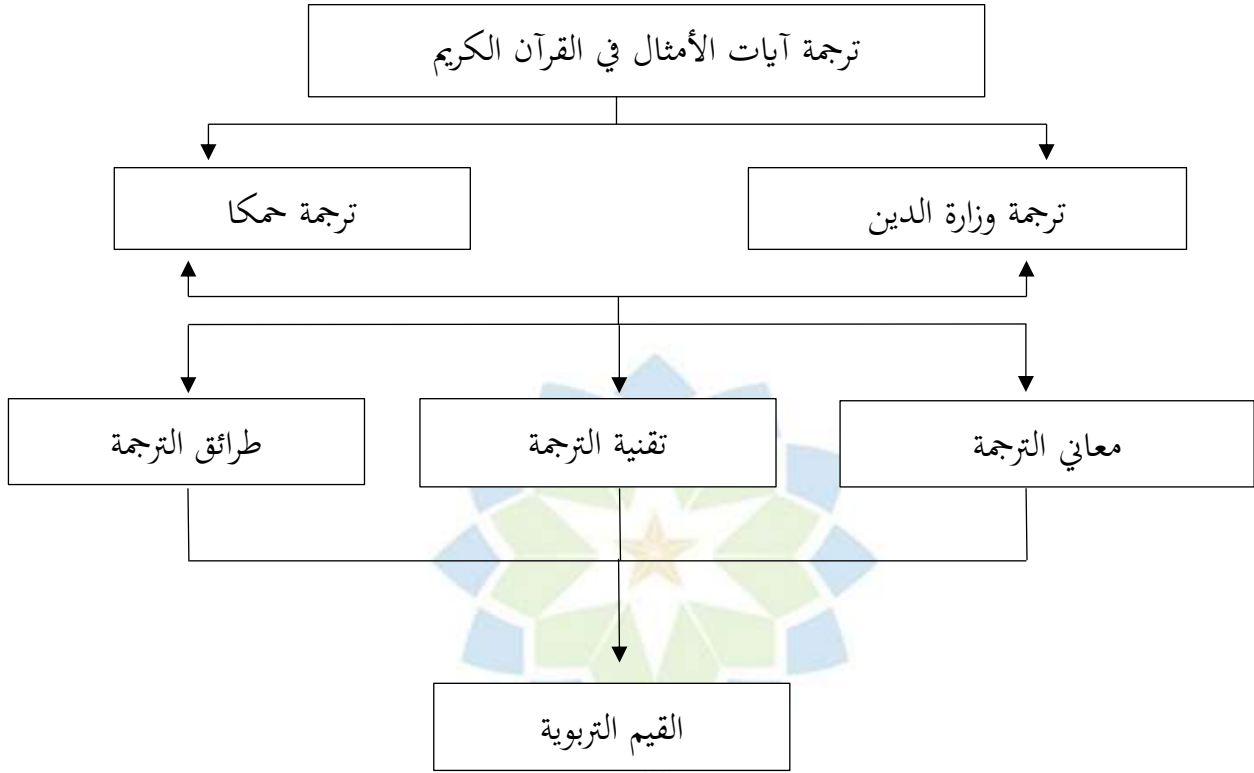 ترجمة آيات الأمثال في القرآن الكريم
ترجمة وزارة الدين
ترجمة حمكا
معاني الترجمة
تقنية الترجمة
طرائق الترجمة
القيم التربوية